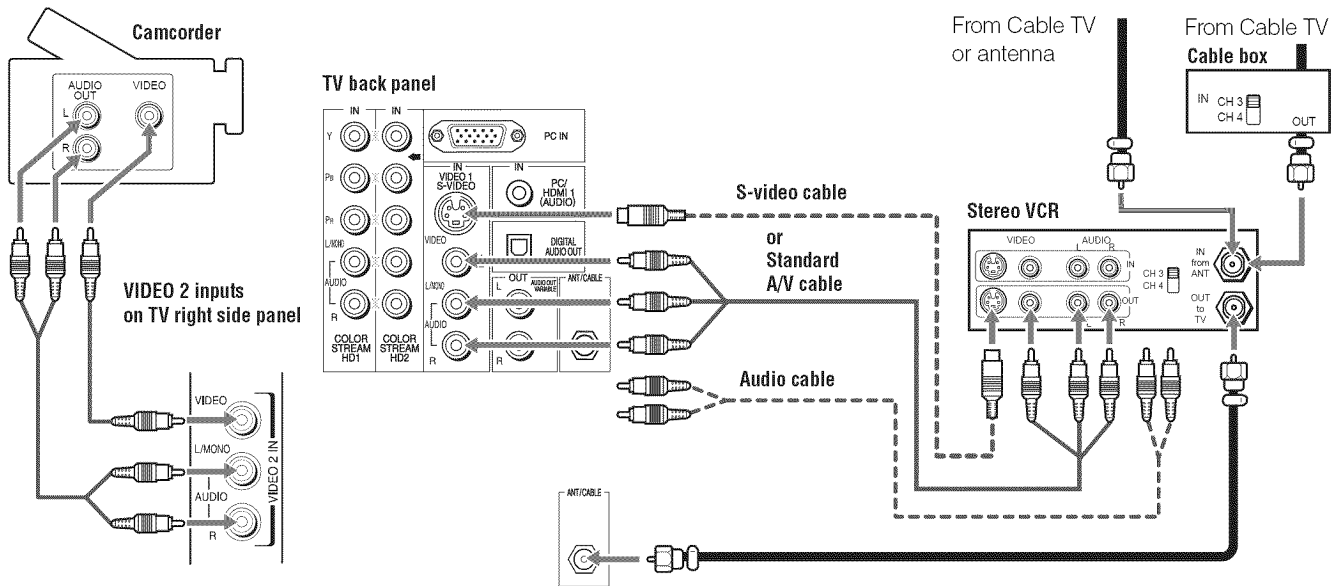 Camcorder
AUDIO OUT
VIDEO
L
R
VIDEO 2 inputs
on TV right side panel
VIDEO
L/MONO
AUDIO
R
VIDEO 2 IN
TV back panel
IN
IN
Y
PB
PR
L/MONO
AUDIO
R
COLOR STREAM HD1
COLOR STREAM HD2
PC IN
IN
VIDEO 1
S-VIDEO
VIDEO
L/MONO
AUDIO
R
IN
PC/
HDMI 1
(AUDIO)
DIGITAL
AUDIO OUT
OUT
AUDIO OUT
VARIABLE
L
R
ANT/CABLE
S-video cable
or
Standard
A/V cable
Audio cable
ANT/CABLE
From Cable TV
or antenna
From Cable TV
Cable box
IN
CH 3
CH 4
OUT
Stereo VCR
VIDEO
AUDIO
L
R
IN
OUT
L
R
CH 3
CH 4
IN
from
ANT
OUT
to
TV